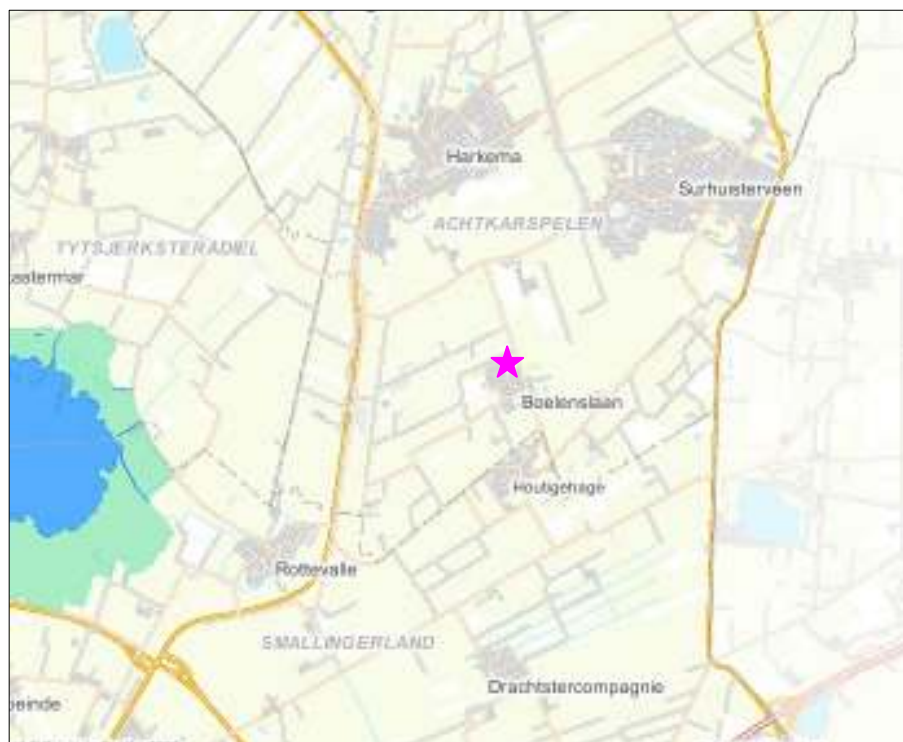 Harkema
Surhuisterveen
ACHTKARSPELEN
TYTSJERKSTERADIEL
Boelenslaan
Houtigehage
Rottevalle
SMALLINGERLAND
Drachtstercompagnie